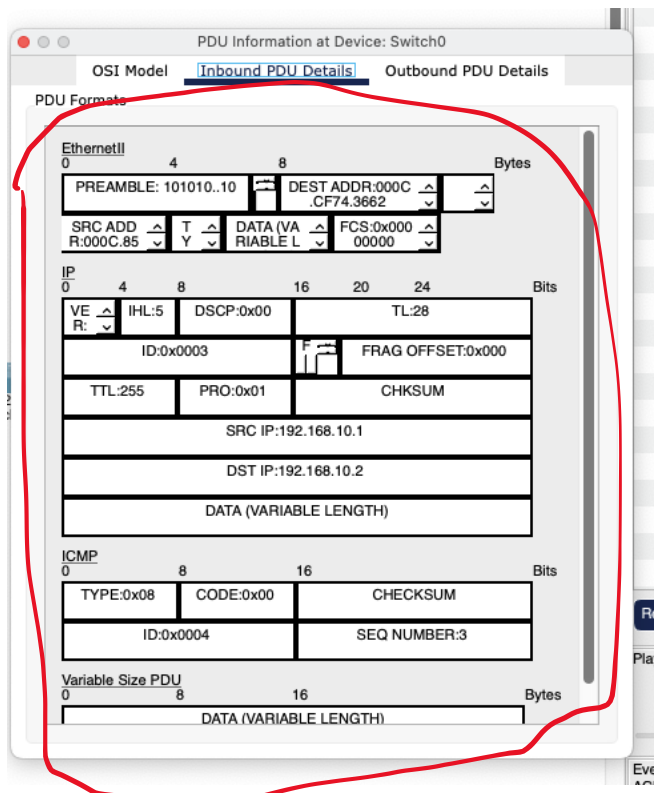 PDU Information at Device: Switch0
OSI Model Inbound PDU Details Outbound PDU Details
PDU Formats
EthernetII
0 4 8 Bytes
PREAMBLE: 101010..10 DEST ADDR:000C
.CF74.3662
SRC ADD T DATA (VA FCS:0x000
R:000C.85 Y RIABLE L 00000
IP
0 4 8 16 20 24 Bits
VE IHL:5 DSCP:0x00 TL:28
R:
ID:0x0003 F FRAG OFFSET:0x000
TTL:255 PRO:0x01 CHKSUM
SRC IP:192.168.10.1
DST IP:192.168.10.2
DATA (VARIABLE LENGTH)
ICMP
0 8 16 Bits
TYPE:0x08 CODE:0x00 CHECKSUM
ID:0x0004 SEQ NUMBER:3
Variable Size PDU
0 8 16 Bytes
DATA (VARIABLE LENGTH)
Re
Pla
Eve